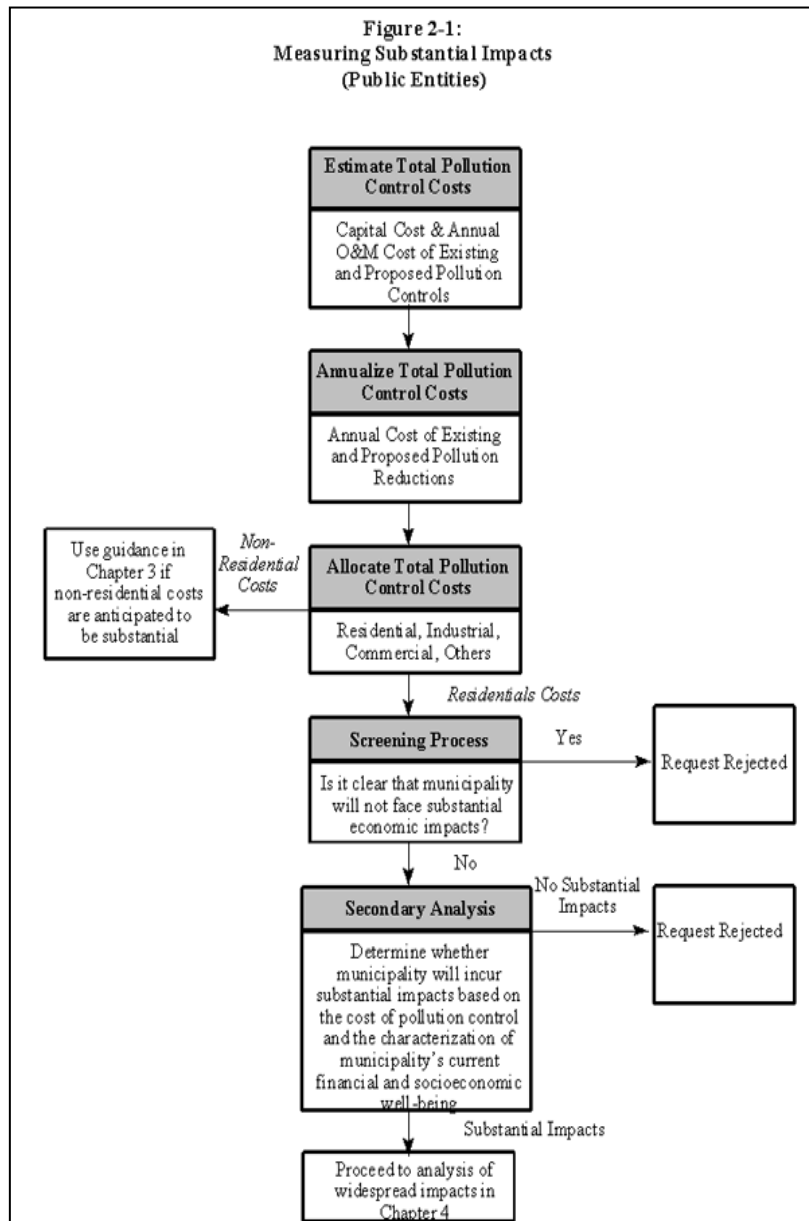 Figure 2-1:
Measuring Substantial Impacts
(Public Entities)
Estimate Total Pollution
Control Costs
Capital Cost & Annual
O&M Cost of Existing
and Proposed Pollution
Controls
Annualize Total Pollution
Control Costs
Annual Cost of Existing
and Proposed Pollution
Reductions
Use guidance in
Chapter 3 if
non-residential costs
are anticipated to
be substantial
Non-
Residential
Costs
Allocate Total Pollution
Control Costs
Residential, Industrial,
Commercial, Others
Residentials Costs
Screening Process
Is it clear that municipality
will not face substantial
economic impacts?
Yes
Request Rejected
No
Secondary Analysis
Determine whether
municipality will incur
substantial impacts based on
the cost of pollution control
and the characterization of
municipality's current
financial and socioeconomic
well-being
No Substantial
Impacts
Request Rejected
Substantial Impacts
Proceed to analysis of
widespread impacts in
Chapter 4